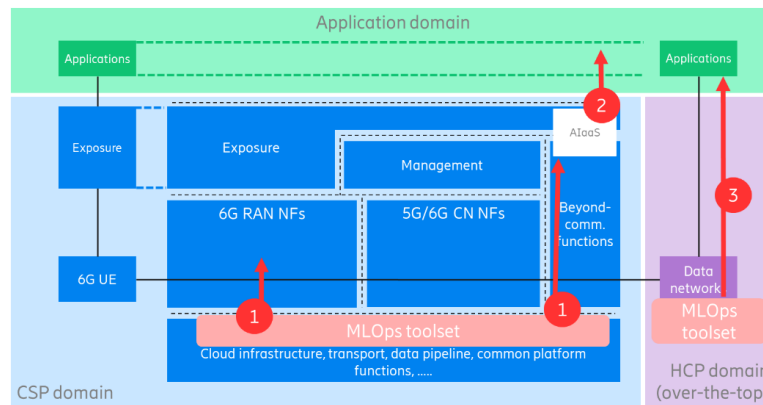 Application domain
Applications
Applications
2
AIaaS
Exposure
Exposure
Management
3
6G RAN NFs
5G/6G CN NFs
Beyond-
comm.
functions
6G UE
Data
network
1
1
MLOps toolset
MLOps
toolset
Cloud infrastructure, transport, data pipeline, common platform
functions, .....
CSP domain
HCP domain
(over-the-top